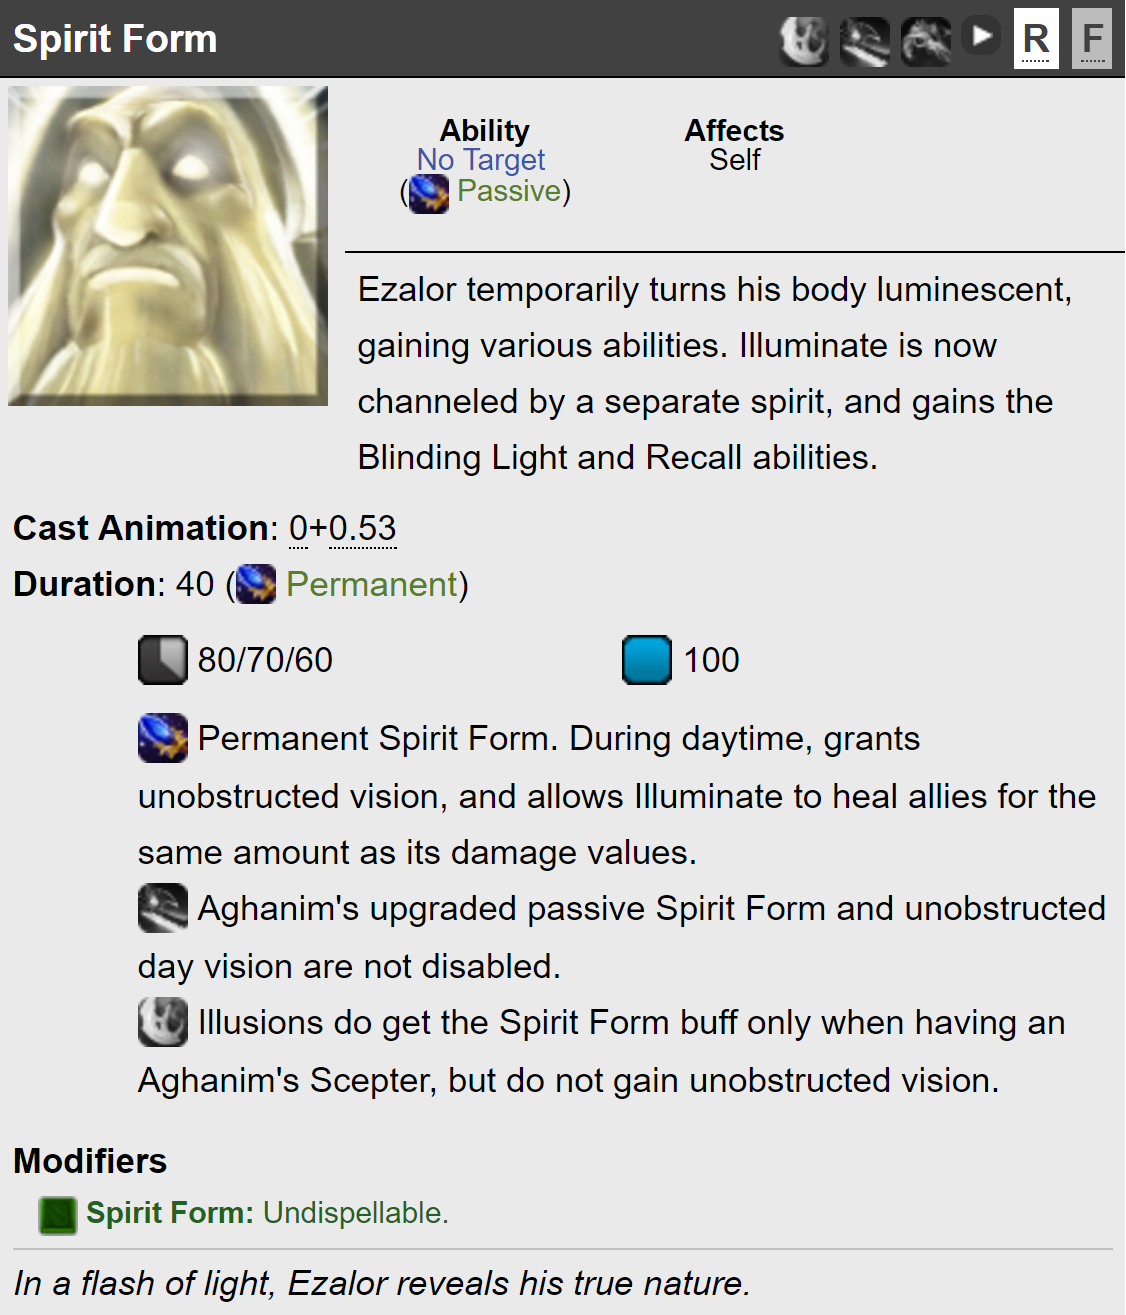 Spirit Form
R F
Ability
No Target
(Passive)
Affects
Self
Ezalor temporarily turns his body luminescent,
gaining various abilities. Illuminate is now
channeled by a separate spirit, and gains the
Blinding Light and Recall abilities.
Cast Animation: 0+0.53
Duration: 40 (Permanent)
80/70/60 100
Permanent Spirit Form. During daytime, grants
unobstructed vision, and allows Illuminate to heal allies for the
same amount as its damage values.
Aghanim's upgraded passive Spirit Form and unobstructed
day vision are not disabled.
Illusions do get the Spirit Form buff only when having an
Aghanim's Scepter, but do not gain unobstructed vision.
Modifiers
Spirit Form: Undispellable.
In a flash of light, Ezalor reveals his true nature.